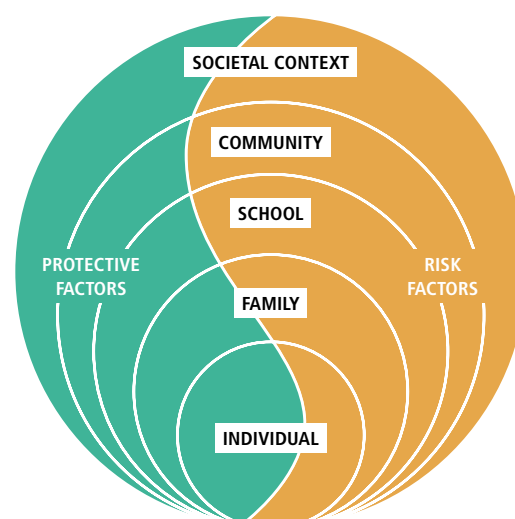 SOCIETAL CONTEXT
COMMUNITY
SCHOOL
PROTECTIVE
FACTORS
RISK
FACTORS
FAMILY
INDIVIDUAL